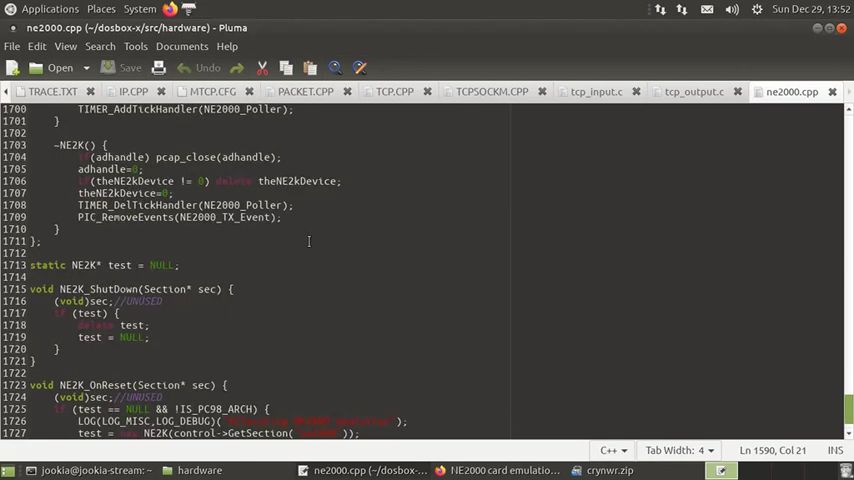 Applications Places System Sun Dec 29, 13:52
ne2000.cpp (~/dosbox-x/src/hardware) - Pluma
File Edit View Search Tools Documents Help
Open Save Undo
TRACE.TXT IP.CPP MTCP.CFG PACKET.CPP TCP.CPP TCPSOCKM.CPP tcp_input.c tcp_output.c ne2000.cpp
1700 TIMER_AddTickHandler(NE2000_Poller);
1701 }
1702
1703 ~NE2K() {
1704 if(adhandle) pcap_close(adhandle);
1705 adhandle=0;
1706 if(theNE2kDevice != 0) delete theNE2kDevice;
1707 theNE2kDevice=0;
1708 TIMER_DelTickHandler(NE2000_Poller);
1709 PIC_RemoveEvents(NE2000_TX_Event);
1710 }
1711 };
1712
1713 static NE2K* test = NULL;
1714
1715 void NE2K_ShutDown(Section* sec) {
1716 (void)sec;//UNUSED
1717 if (test) {
1718 delete test;
1719 test = NULL;
1720 }
1721 }
1722
1723 void NE2K_OnReset(Section* sec) {
1724 (void)sec;//UNUSED
1725 if (test == NULL && !IS_PC98_ARCH) {
1726 LOG(LOG_MISC,LOG_DEBUG)( );
1727 test = new NE2K(control->GetSection("ne2000"));
C++ Tab Width: 4 Ln 1590, Col 21 INS
jookia@jookia-stream: ~ hardware ne2000.cpp (~/dosbox-... NE2000 card emulatio... crynwr.zip